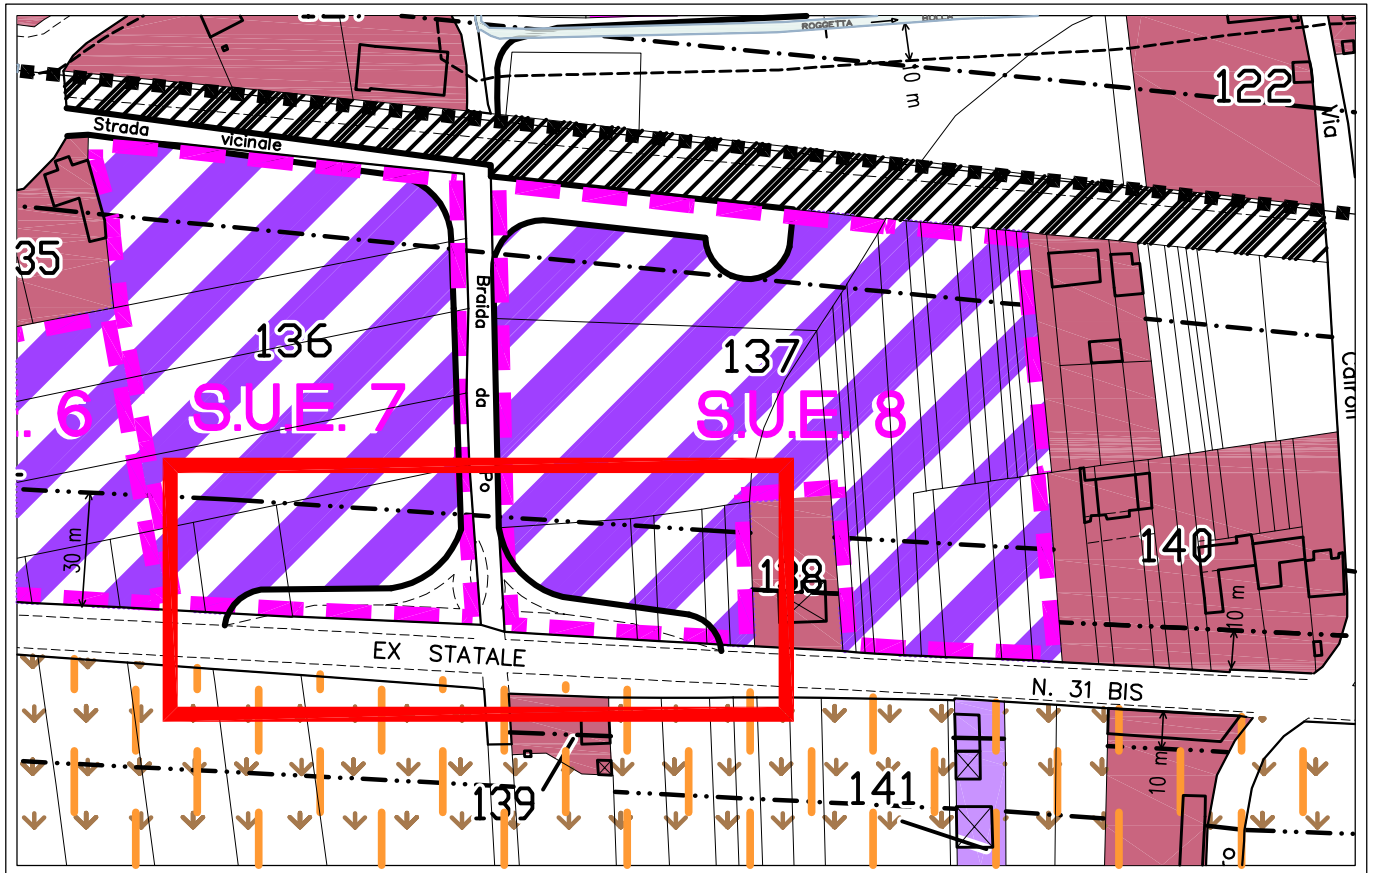 ROGGETTA
10 m
122
Via
Strada vicinale
35
Braida da Po
136
137
S.U.E. 7
S.U.E. 8
. 6
Cairoli
30 m
138
140
10 m
EX STATALE
N. 31 BIS
10 m
139
141